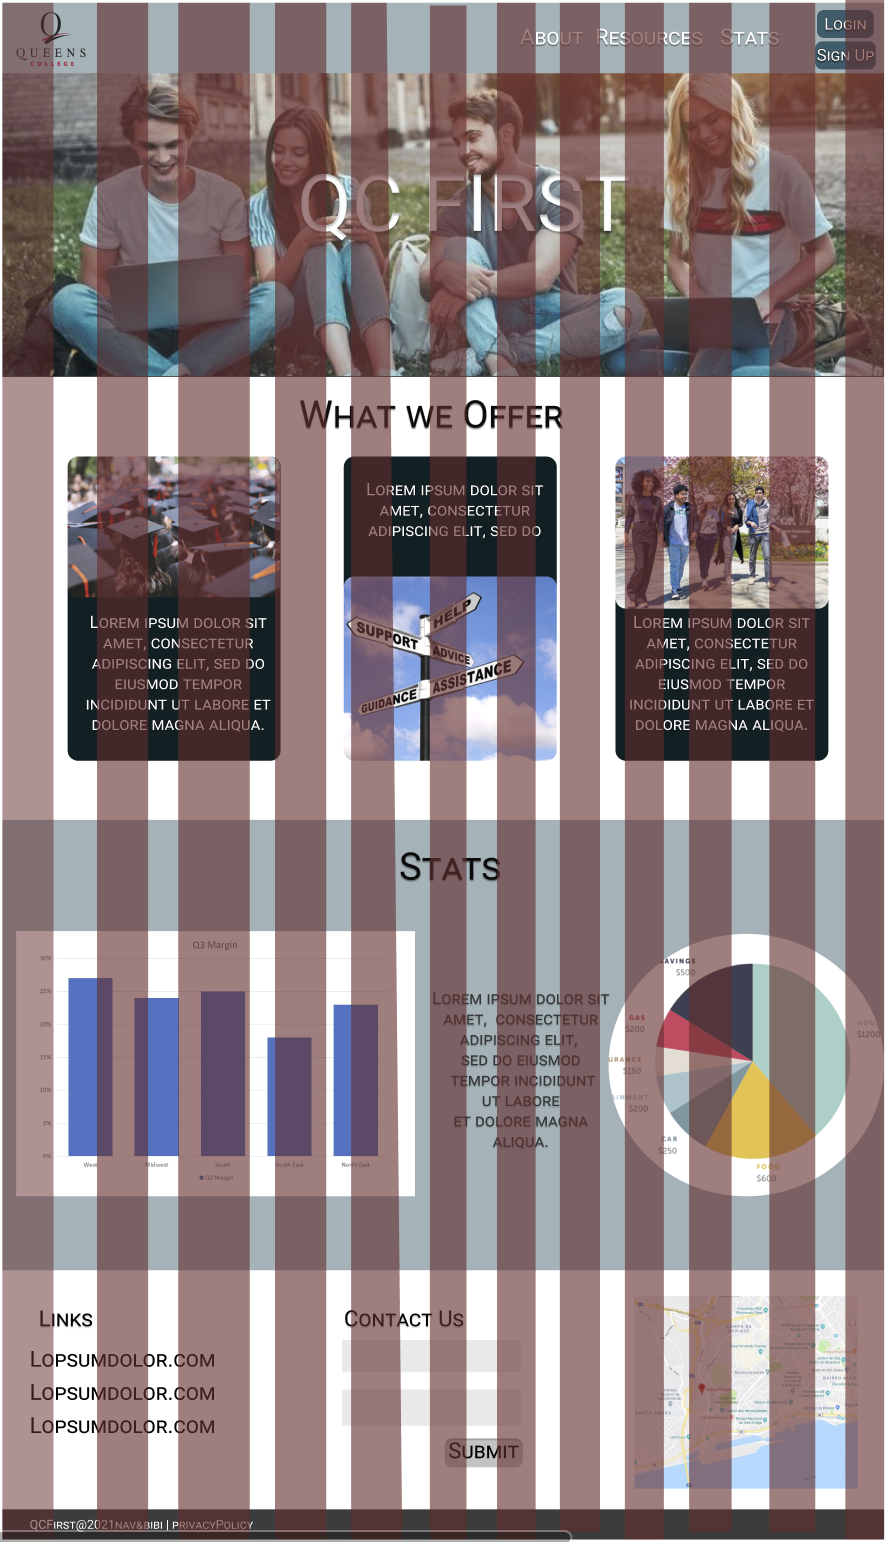 QUEENS
COLLEGE
About Resources Stats
Login
Sign Up
QC First
What we Offer
Lorem ipsum dolor sit
amet, consectetur
adipiscing elit, sed do
eiusmod tempor
incididunt ut labore et
dolore magna aliqua.
Lorem ipsum dolor sit
amet, consectetur
adipiscing elit, sed do
HELP
SUPPORT
ADVICE
ASSISTANCE
GUIDANCE
Lorem ipsum dolor sit
amet, consectetur
adipiscing elit, sed do
eiusmod tempor
incididunt ut labore et
dolore magna aliqua.
Stats
Q3 Margin
30%
25%
20%
15%
10%
5%
0%
West Midwest South South East North East
Q3 Margin
Lorem ipsum dolor sit
amet, consectetur
adipiscing elit,
sed do eiusmod
tempor incididunt
ut labore
et dolore magna
aliqua.
AVINGS
$500
GAS
$200
URANCE
$150
INMENT
$200
CAR
$250
FOOD
$600
HOU
$1200
Links
Lopsumdolor.com
Lopsumdolor.com
Lopsumdolor.com
Contact Us
Submit
QCFirst@2021nav&bibi | privacyPolicy